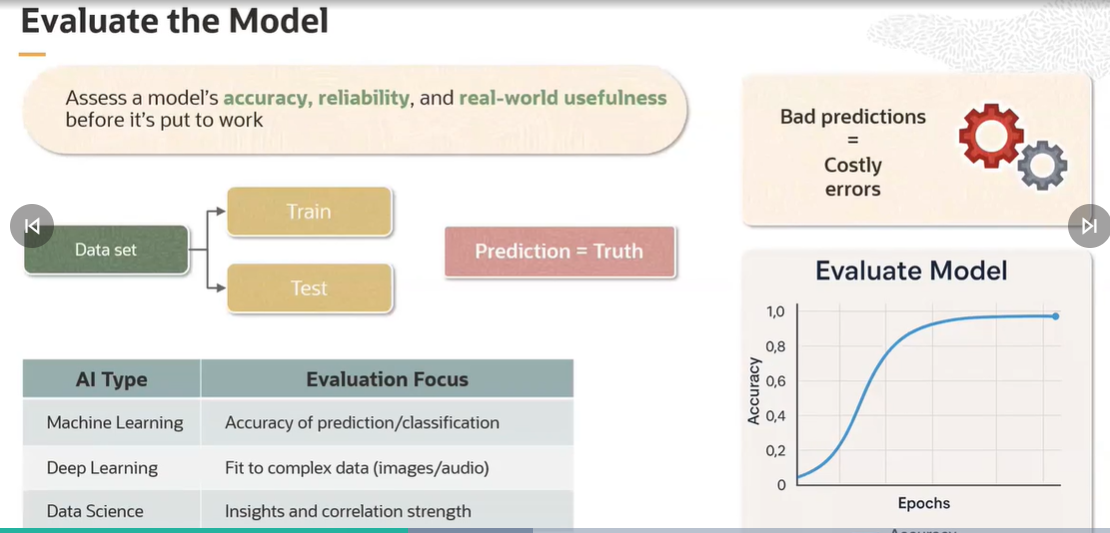 Evaluate the Model
Assess a model's accuracy, reliability, and real-world usefulness
before it's put to work
Bad predictions
=
Costly
errors
Data set
Train
Test
Prediction = Truth
AI Type Evaluation Focus
Machine Learning Accuracy of prediction/classification
Deep Learning Fit to complex data (images/audio)
Data Science Insights and correlation strength
Evaluate Model
Accuracy
1,0
0,8
0,6
0,4
0,2
0
Epochs
Accuracy